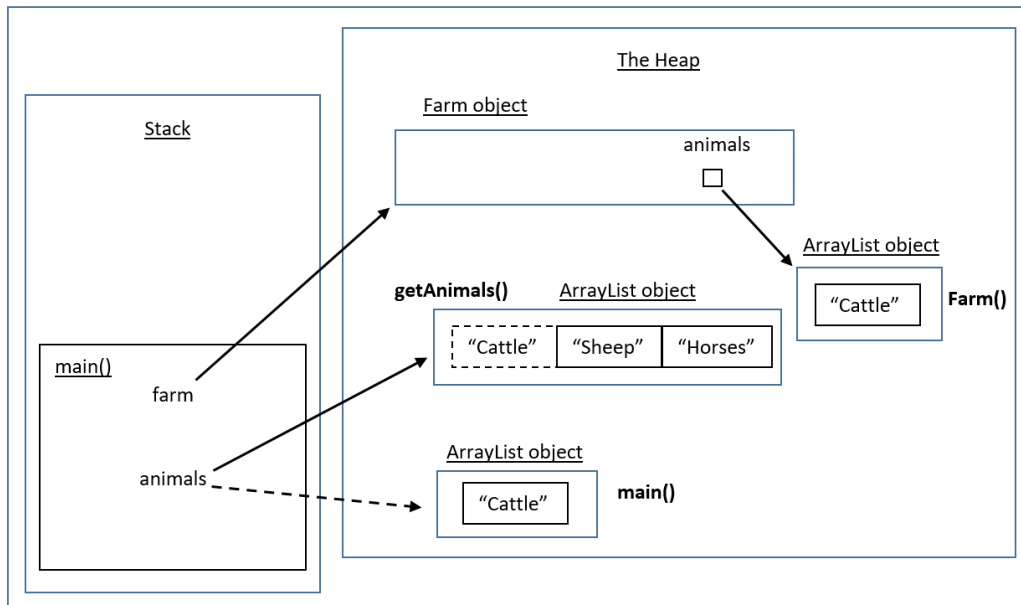 The Heap
Farm object
Stack
animals
ArrayList object
getAnimals()
ArrayList object
“Cattle”
Farm()
“Cattle”
“Sheep”
“Horses”
main()
farm
ArrayList object
animals
“Cattle”
main()